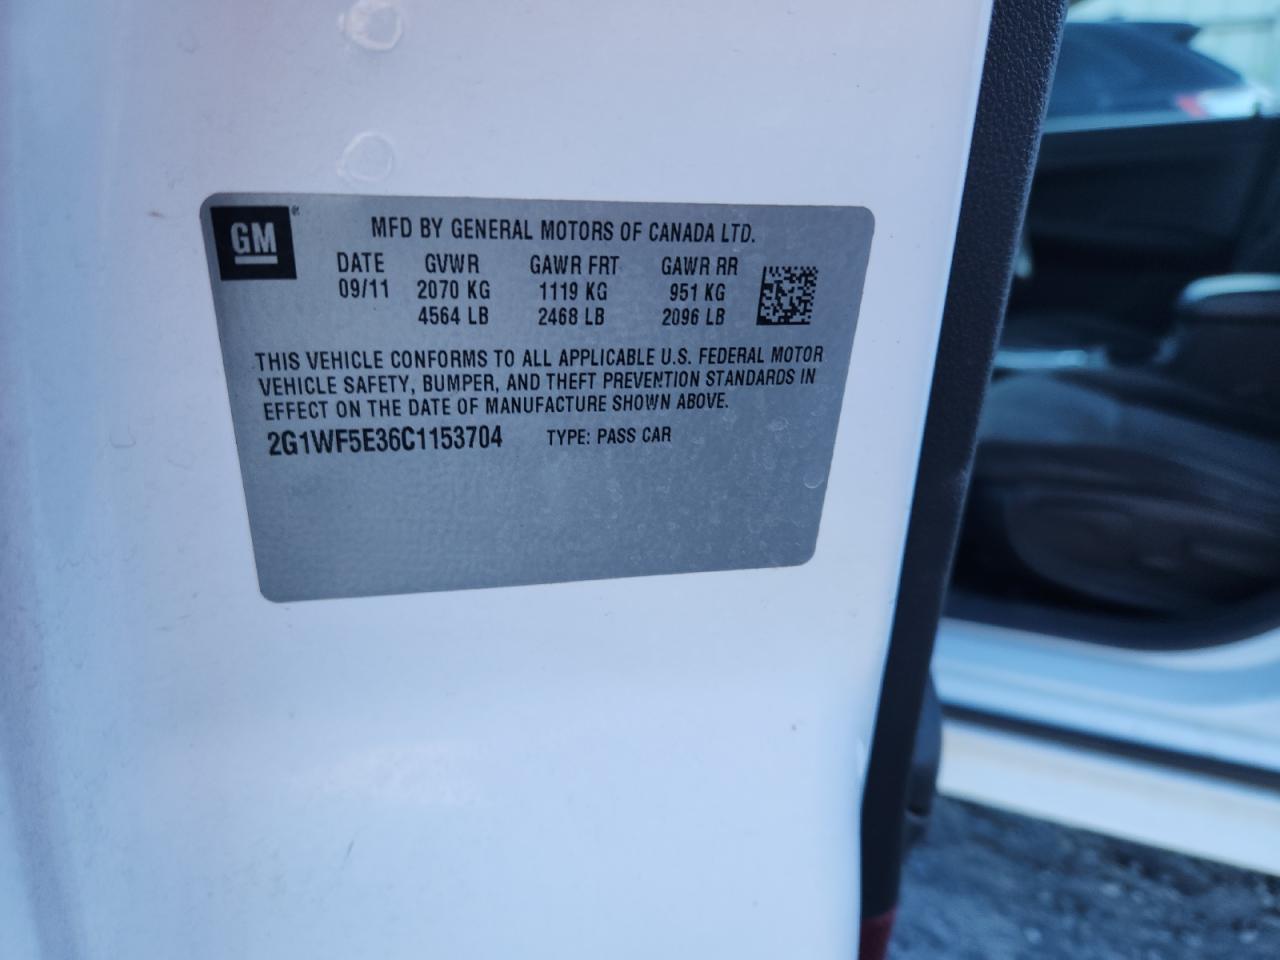 GM
MFD BY GENERAL MOTORS OF CANADA LTD.
DATE GVWR GAWR FRT GAWR RR
09/11 2070 KG 1119 KG 951 KG
4564 LB 2468 LB 2096 LB
THIS VEHICLE CONFORMS TO ALL APPLICABLE U.S. FEDERAL MOTOR
VEHICLE SAFETY, BUMPER, AND THEFT PREVENTION STANDARDS IN
EFFECT ON THE DATE OF MANUFACTURE SHOWN ABOVE.
2G1WF5E36C1153704 TYPE: PASS CAR